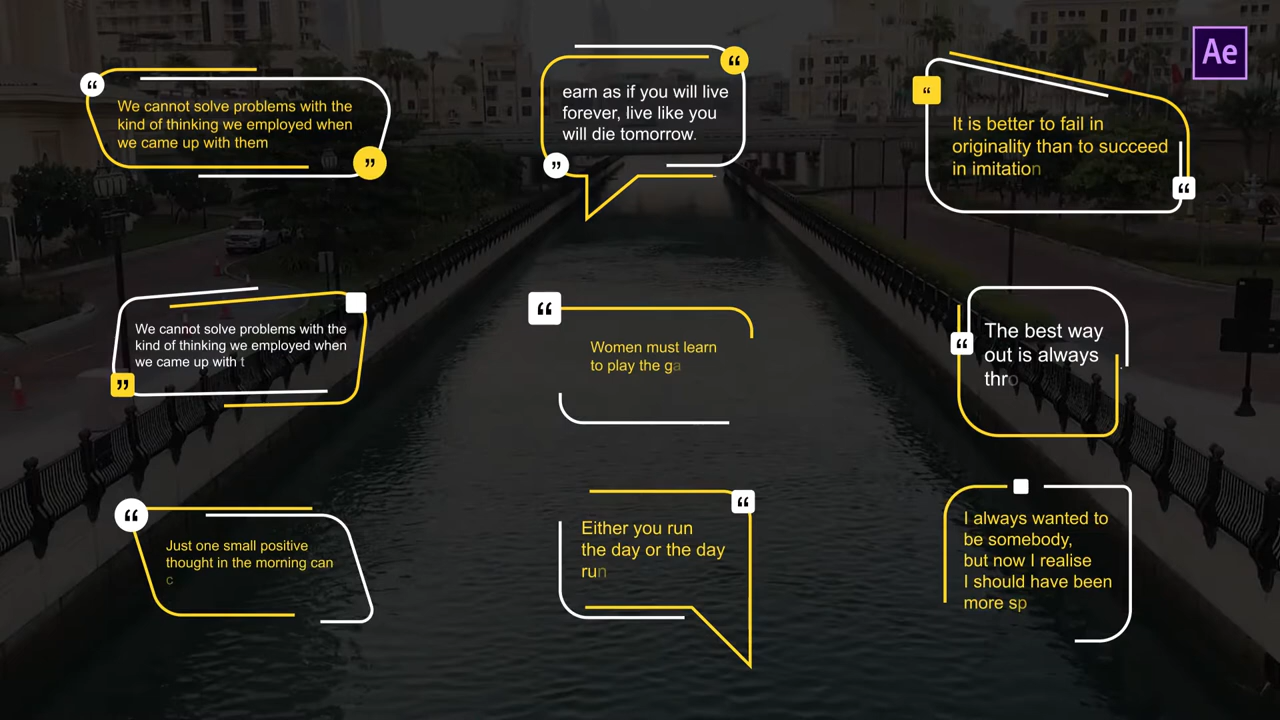 Ae
We cannot solve problems with the
kind of thinking we employed when
we came up with them
earn as if you will live
forever, live like you
will die tomorrow.
It is better to fail in
originality than to succeed
in imitation
We cannot solve problems with the
kind of thinking we employed when
we came up with t
Women must learn
to play the ga
The best way
out is always
thro
Just one small positive
thought in the morning can
c
Either you run
the day or the day
run
I always wanted to
be somebody,
but now I realise
I should have been
more sp